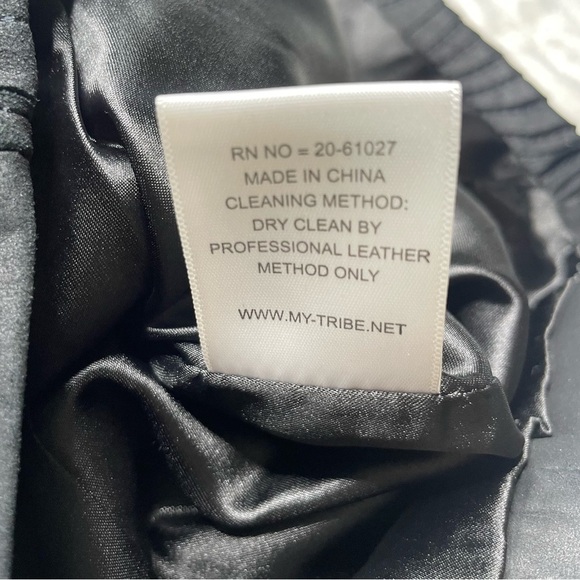 RN NO = 20-61027
MADE IN CHINA
CLEANING METHOD:
DRY CLEAN BY
PROFESSIONAL LEATHER
METHOD ONLY
WWW.MY-TRIBE.NET